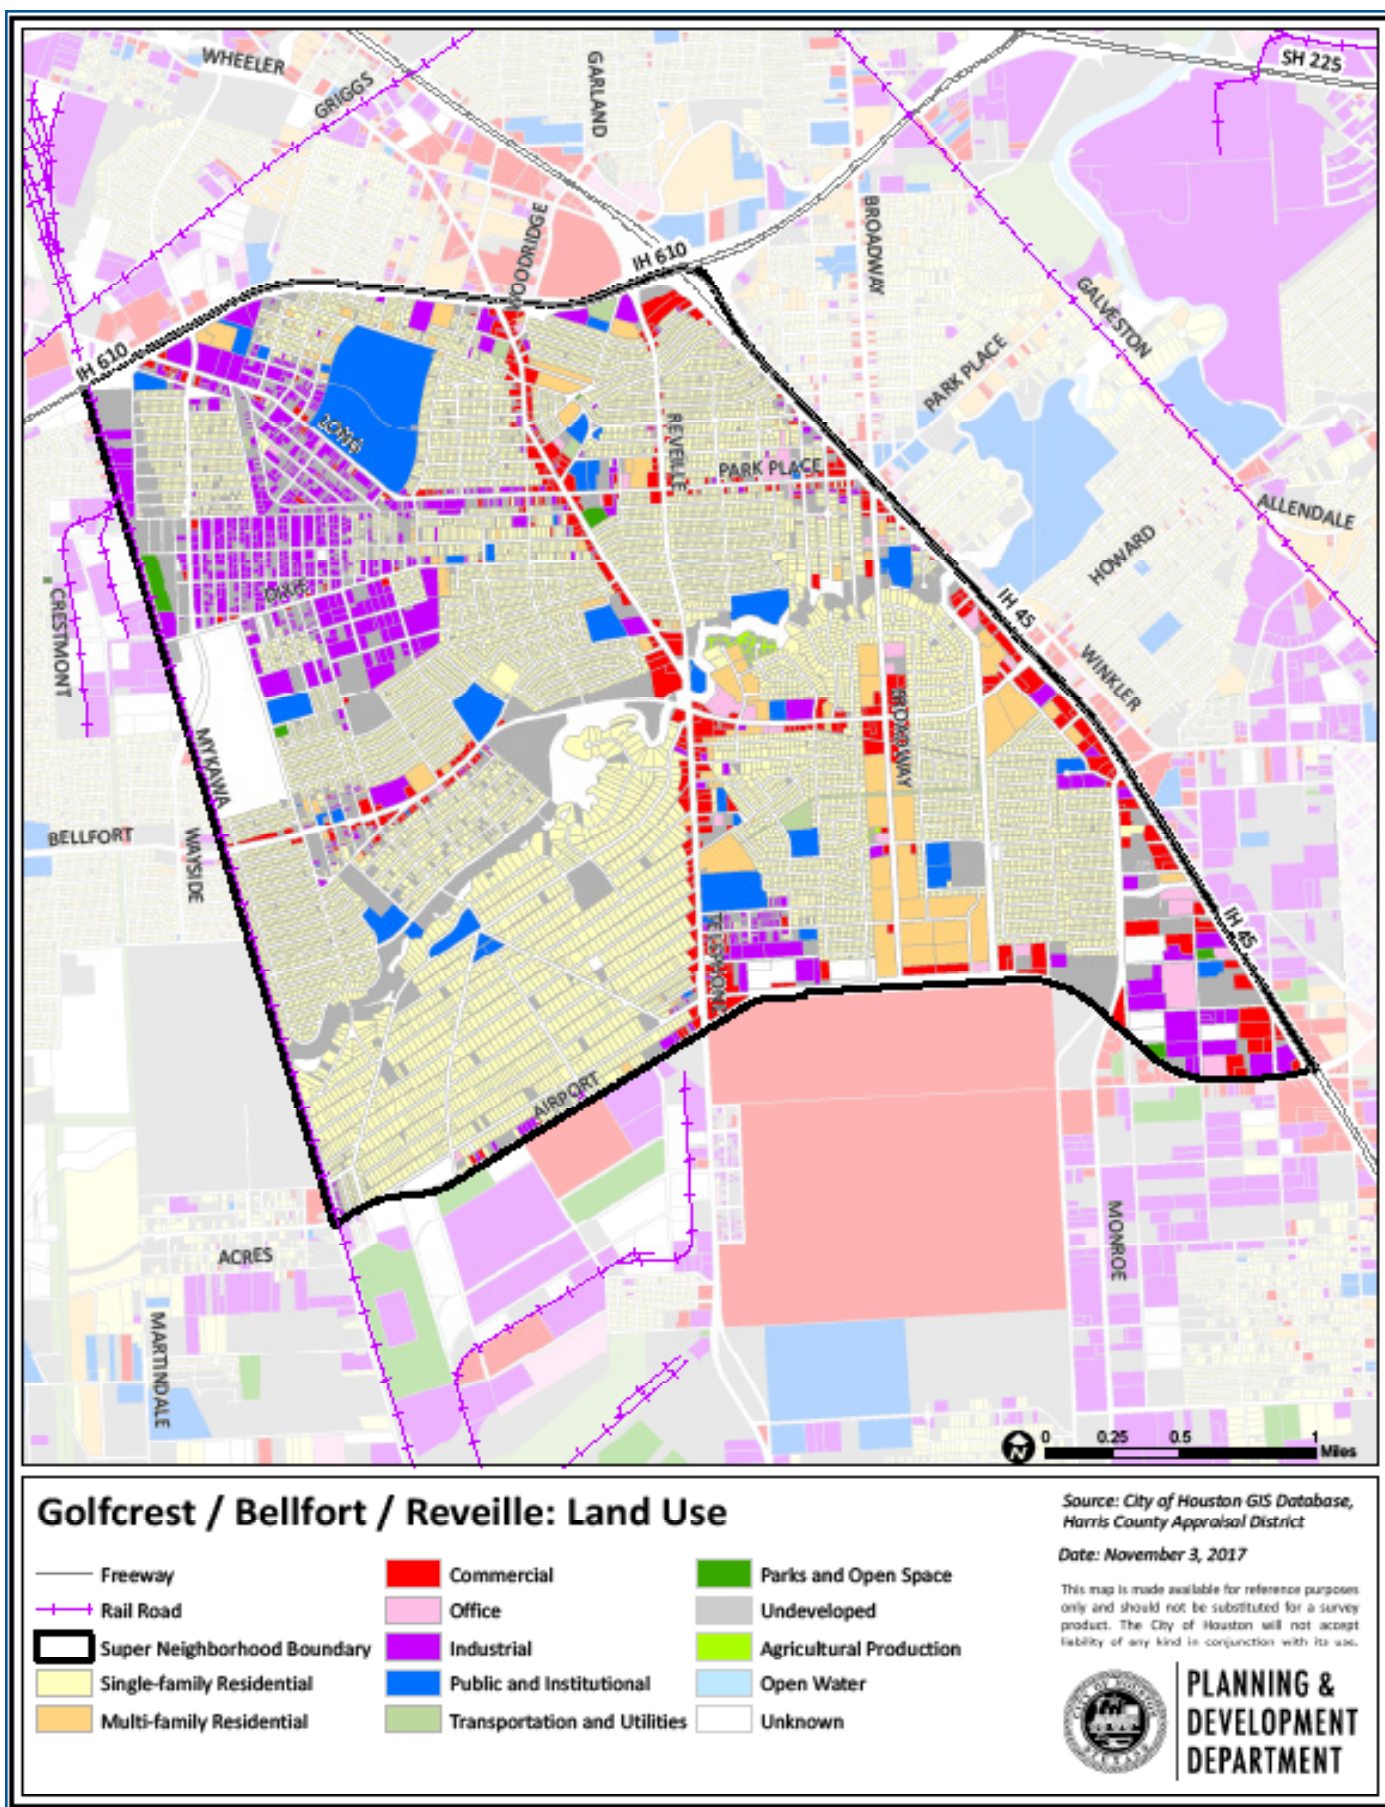 WHEELER
GRIGGS
GARLAND
SH 225
WOODRIDGE
IH 610
BROADWAY
GALVESTON
IH 610
PARK PLACE
LONG
REVEILLE
PARK PLACE
ALLENDALE
HOWARD
DIXIE
CRESTMONT
IH 45
WINKLER
MYKAWA
BROADWAY
BELLFORT
WAYSIDE
TELEPHONE
IH 45
AIRPORT
MONROE
ACRES
MARTINDALE
N
0 0.25 0.5 1
Miles
Golfcrest / Bellfort / Reveille: Land Use
Freeway
Rail Road
Super Neighborhood Boundary
Single-family Residential
Multi-family Residential
Commercial
Office
Industrial
Public and Institutional
Transportation and Utilities
Parks and Open Space
Undeveloped
Agricultural Production
Open Water
Unknown
Source: City of Houston GIS Database,
Harris County Appraisal District
Date: November 3, 2017
This map is made available for reference purposes
only and should not be substituted for a survey
product. The City of Houston will not accept
liability of any kind in conjunction with its use.
PLANNING &
DEVELOPMENT
DEPARTMENT